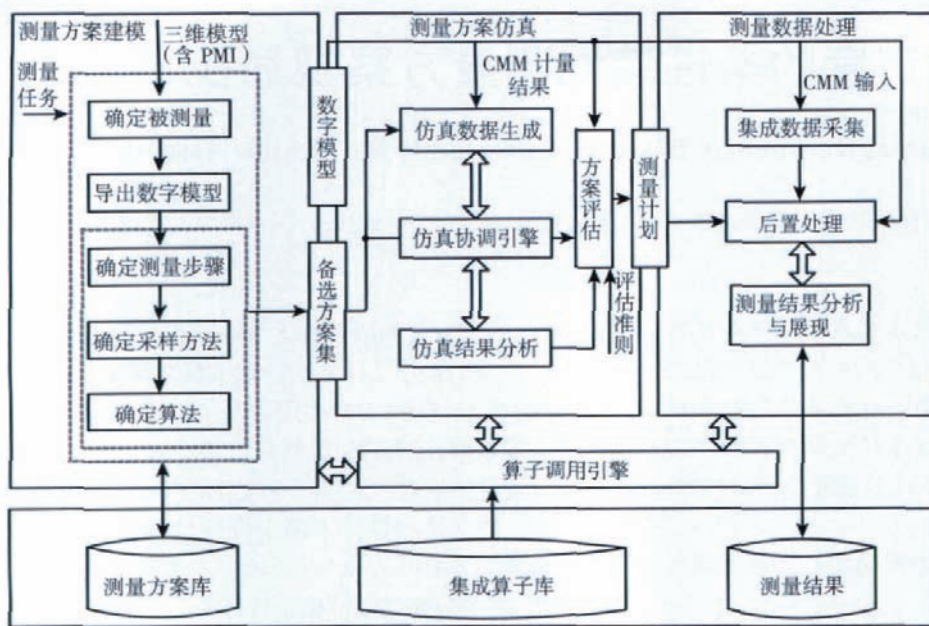 测量方案建模
三维模型
(含 PMI)
测量
任务
确定被测量
导出数字模型
确定测量步骤
确定采样方法
确定算法
数字模型
备选方案集
测量方案仿真
CMM 计量
结果
仿真数据生成
仿真协调引擎
仿真结果分析
方案评估
评估准则
测量计划
测量数据处理
CMM 输入
集成数据采集
后置处理
测量结果分析
与展现
算子调用引擎
测量方案库
集成算子库
测量结果